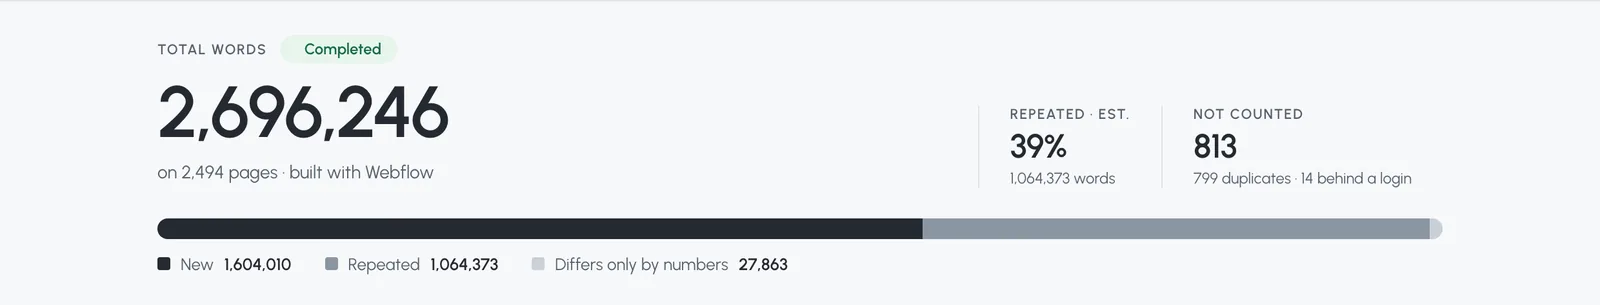 TOTAL WORDS Completed
2,696,246
on 2,494 pages · built with Webflow
REPEATED · EST.
39%
1,064,373 words
NOT COUNTED
813
799 duplicates · 14 behind a login
New 1,604,010 Repeated 1,064,373 Differs only by numbers 27,863